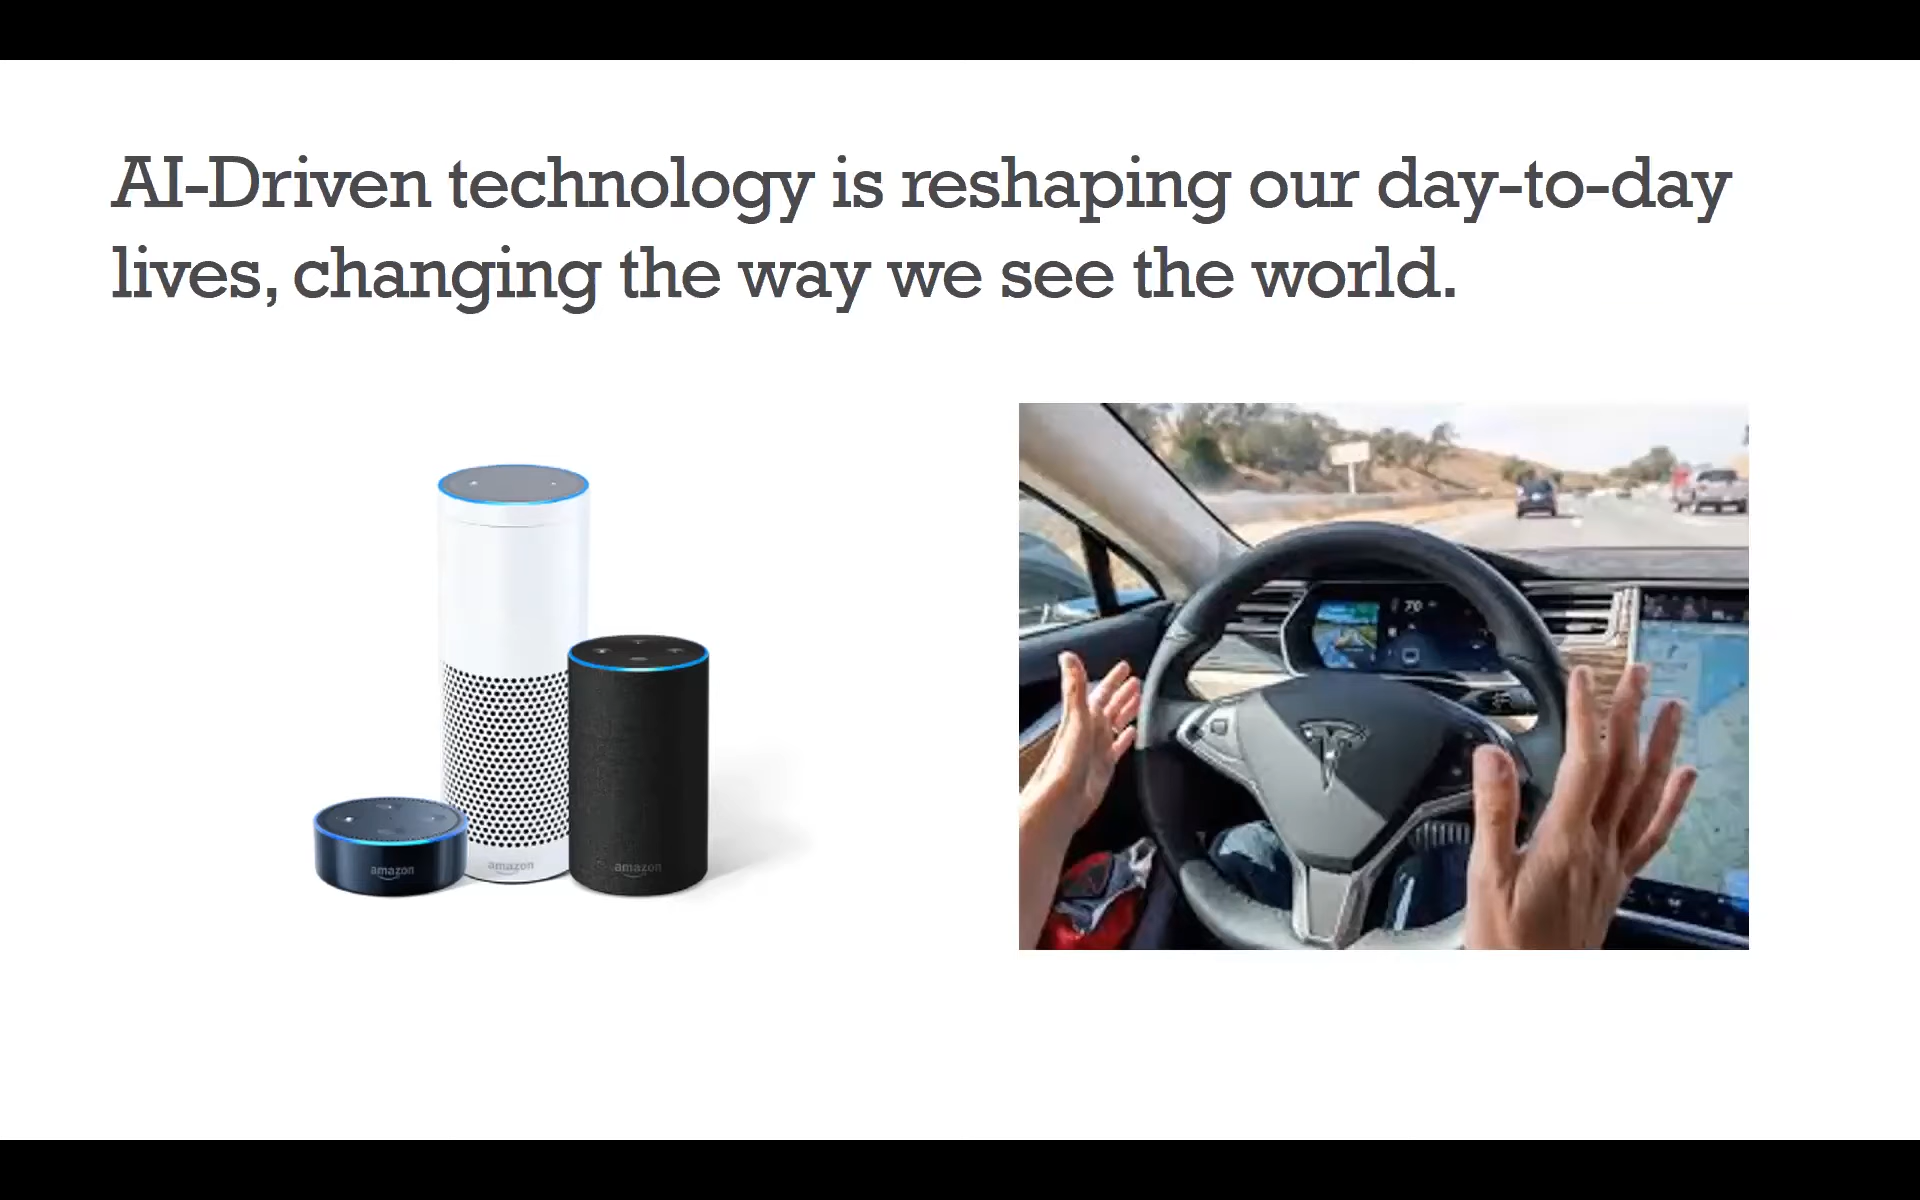 AI-Driven technology is reshaping our day-to-day
lives, changing the way we see the world.
amazon
amazon
amazon
70